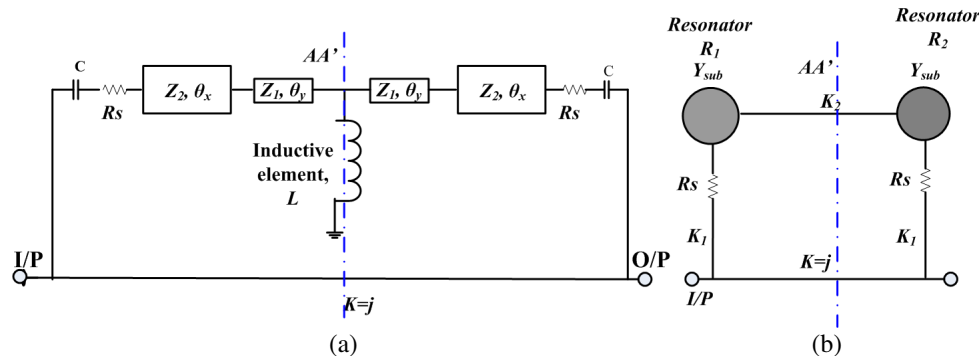 AA'
C
Rs
Z2, θx
Z1, θy
Z1, θy
Z2, θx
Rs
C
Inductive
element,
L
I/P
O/P
K=j
(a)
Resonator
R1
Ysub
Resonator
R2
Ysub
AA'
K2
Rs
Rs
K1
K1
K=j
I/P
(b)